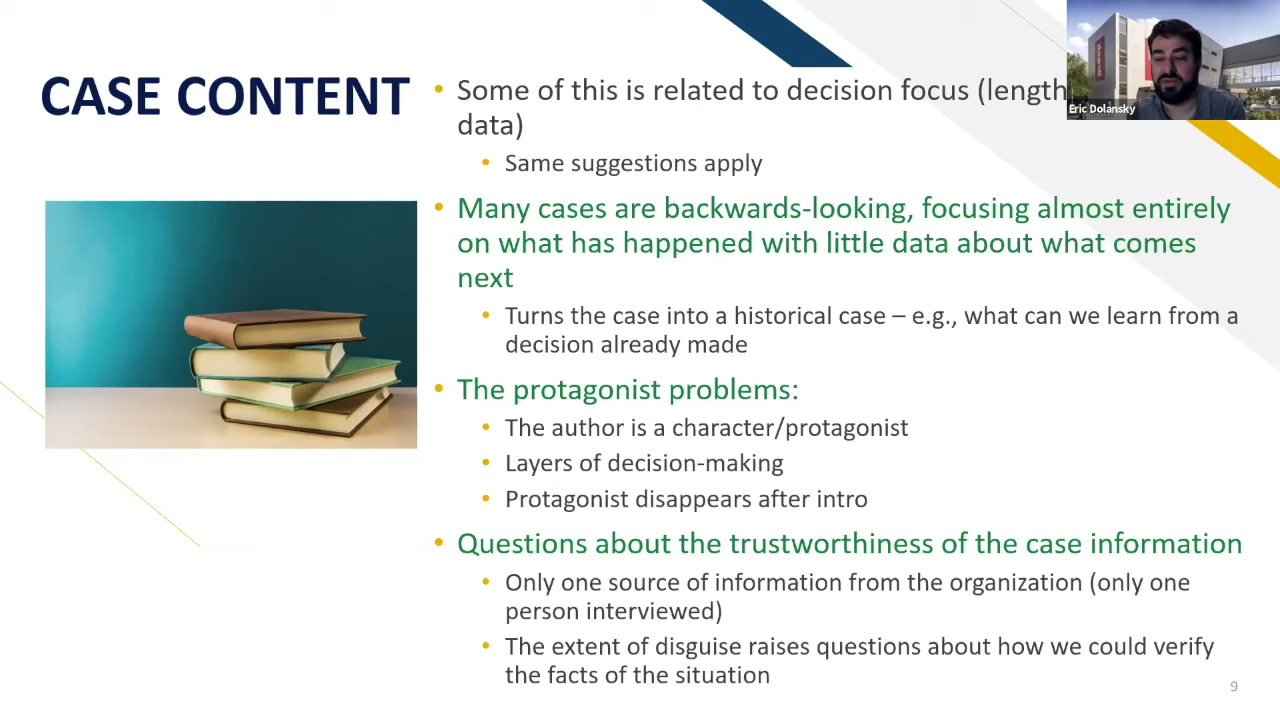 CASE CONTENT
• Some of this is related to decision focus (length
data)
• Same suggestions apply
• Many cases are backwards-looking, focusing almost entirely
on what has happened with little data about what comes
next
• Turns the case into a historical case – e.g., what can we learn from a
decision already made
• The protagonist problems:
• The author is a character/protagonist
• Layers of decision-making
• Protagonist disappears after intro
• Questions about the trustworthiness of the case information
• Only one source of information from the organization (only one
person interviewed)
• The extent of disguise raises questions about how we could verify
the facts of the situation
9
Eric Dolansky